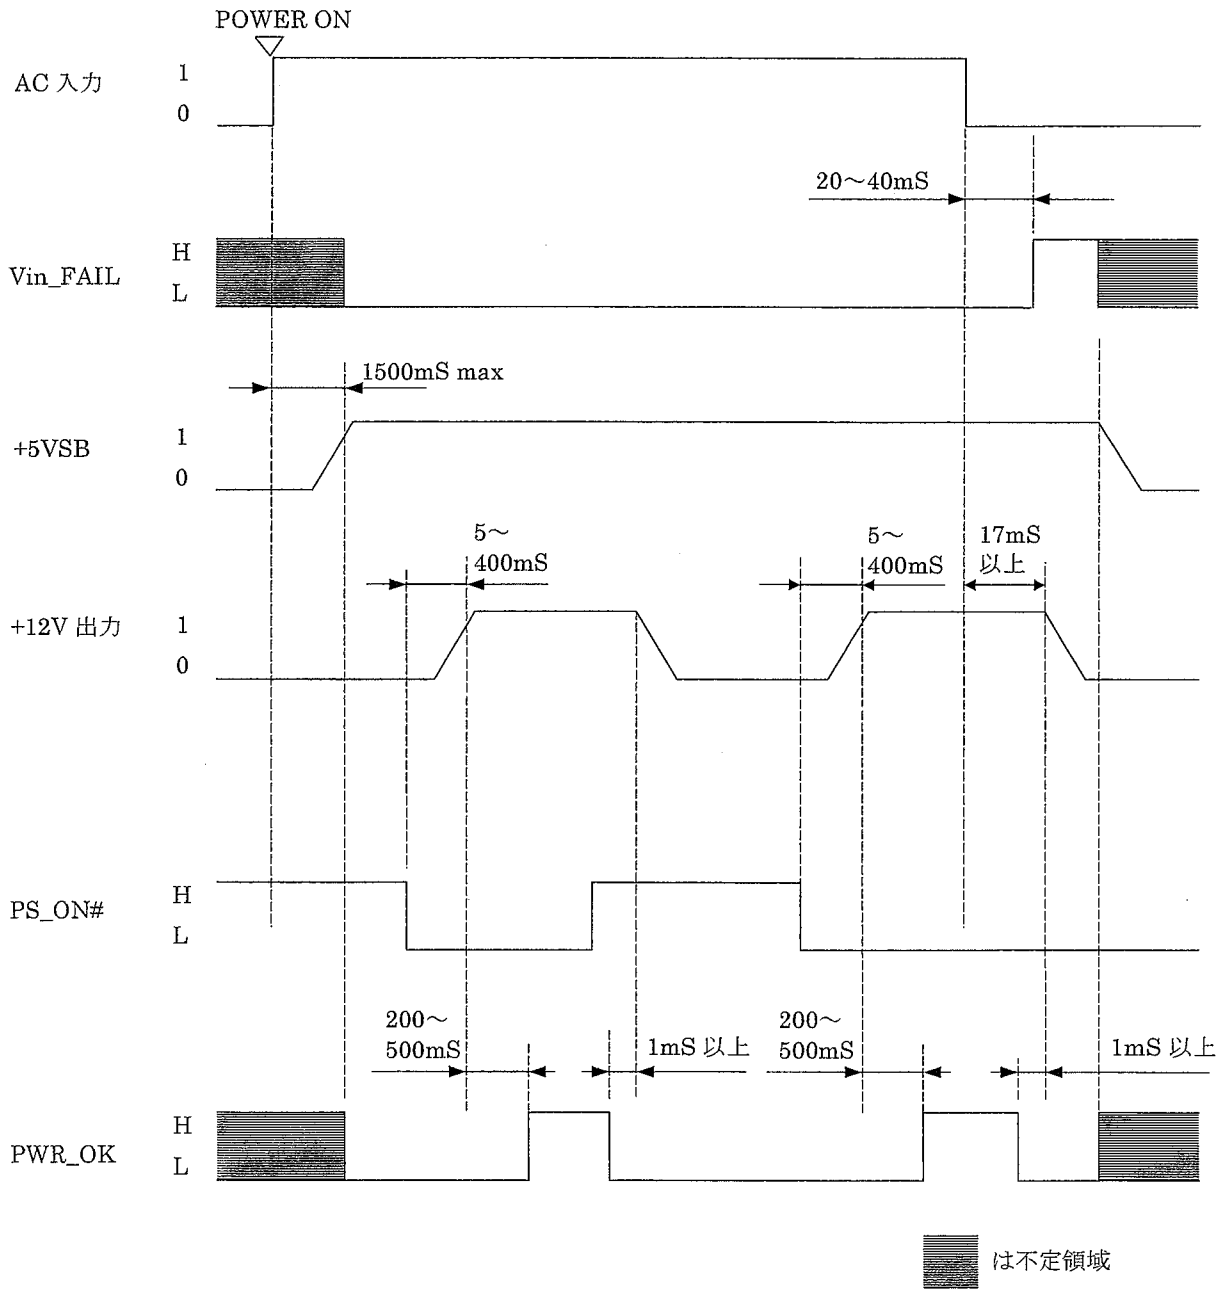 POWER ON
AC 入力
1
0
20～40mS
Vin_FAIL
H
L
1500mS max
+5VSB
1
0
5～
400mS
5～
400mS
17mS
以上
+12V 出力
1
0
PS_ON#
H
L
200～
500mS
1mS 以上
200～
500mS
1mS 以上
PWR_OK
H
L
は不定領域